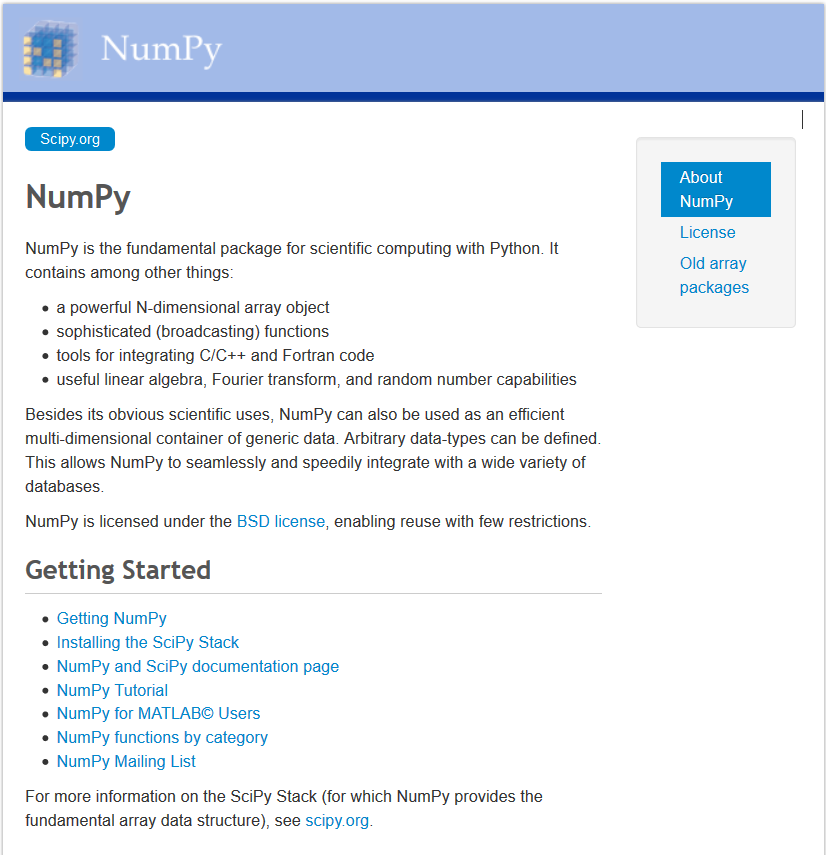 NumPy
Scipy.org
About
NumPy
License
Old array
packages
NumPy
NumPy is the fundamental package for scientific computing with Python. It
contains among other things:
• a powerful N-dimensional array object
• sophisticated (broadcasting) functions
• tools for integrating C/C++ and Fortran code
• useful linear algebra, Fourier transform, and random number capabilities
Besides its obvious scientific uses, NumPy can also be used as an efficient
multi-dimensional container of generic data. Arbitrary data-types can be defined.
This allows NumPy to seamlessly and speedily integrate with a wide variety of
databases.
NumPy is licensed under the BSD license, enabling reuse with few restrictions.
Getting Started
• Getting NumPy
• Installing the SciPy Stack
• NumPy and SciPy documentation page
• NumPy Tutorial
• NumPy for MATLAB© Users
• NumPy functions by category
• NumPy Mailing List
For more information on the SciPy Stack (for which NumPy provides the
fundamental array data structure), see scipy.org.